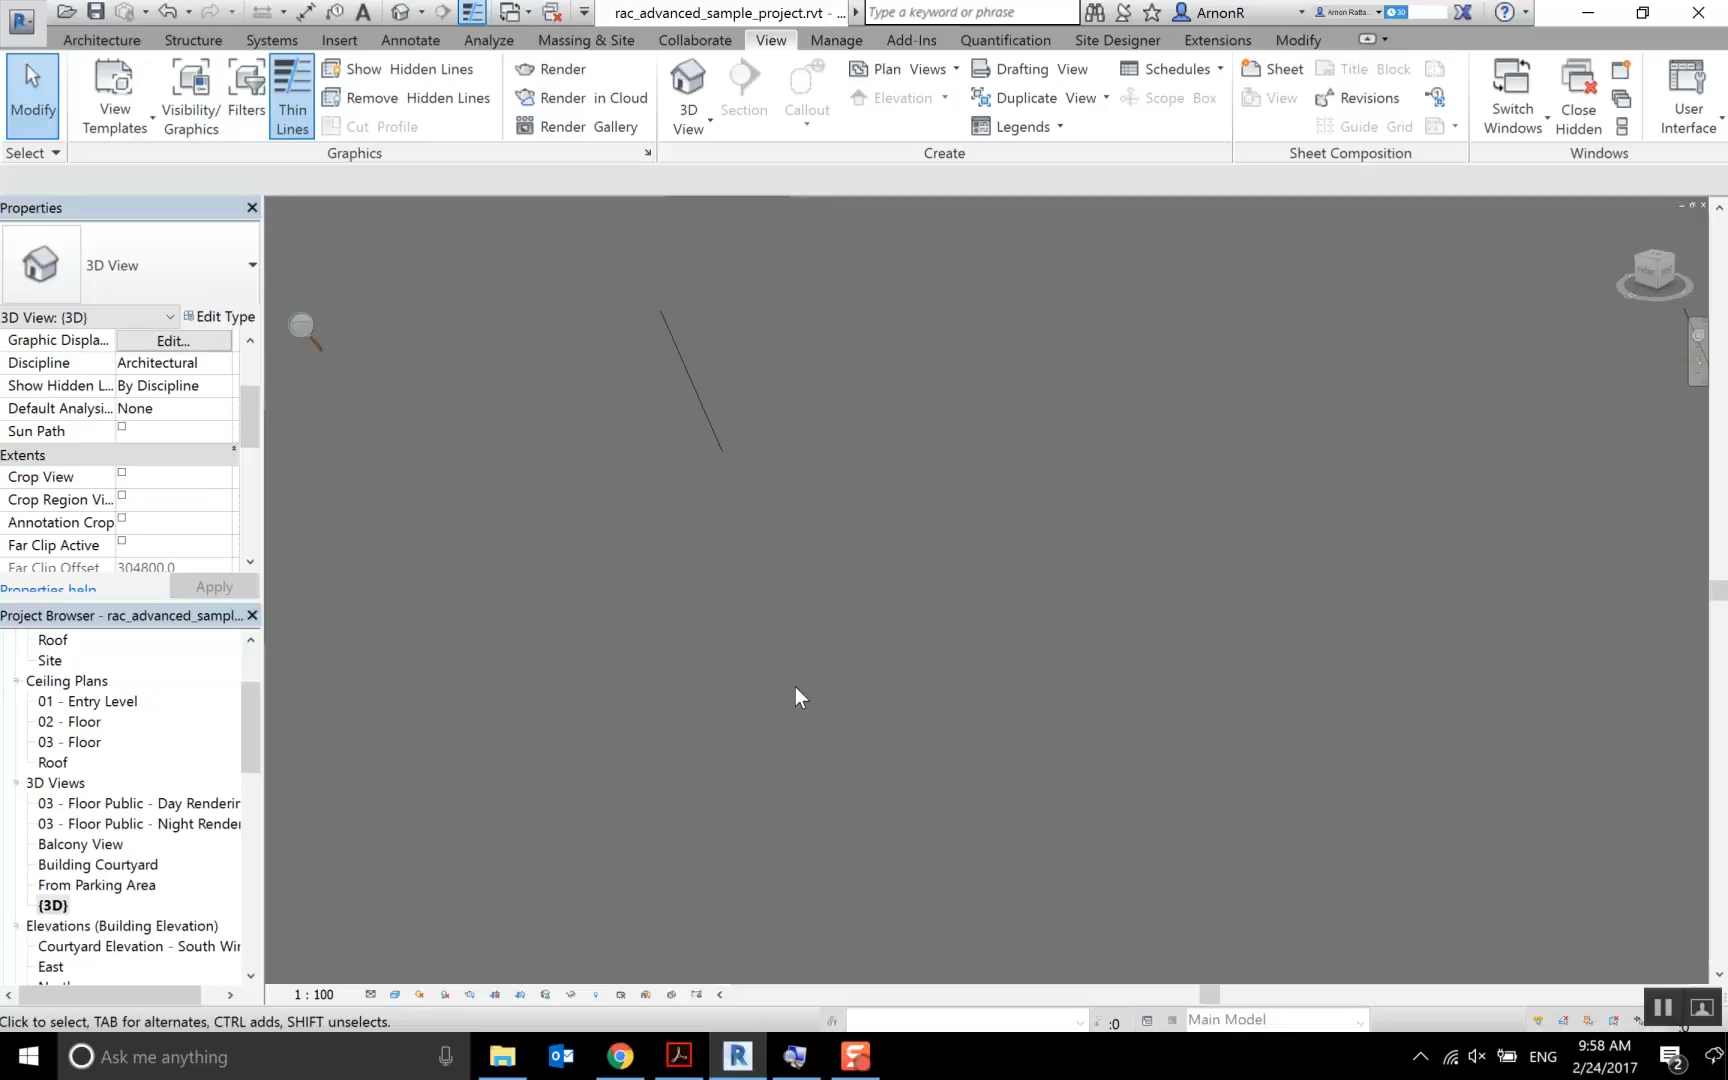 rac_advanced_sample_project.rvt - ...
Type a keyword or phrase
ArnonR
Arnon Ratta...
30
Architecture
Structure
Systems
Insert
Annotate
Analyze
Massing & Site
Collaborate
View
Manage
Add-Ins
Quantification
Site Designer
Extensions
Modify
Modify
View
Templates
Visibility/
Graphics
Filters
Thin
Lines
Show Hidden Lines
Remove Hidden Lines
Cut Profile
Render
Render in Cloud
Render Gallery
3D
View
Section
Callout
Plan Views
Elevation
Drafting View
Duplicate View
Legends
Schedules
Scope Box
Sheet
View
Title Block
Revisions
Guide Grid
Switch
Windows
Close
Hidden
User
Interface
Select
Graphics
Create
Sheet Composition
Windows
Properties
3D View
3D View: {3D}
Edit Type
Graphic Displa...
Edit...
Discipline
Architectural
Show Hidden L...
By Discipline
Default Analysi...
None
Sun Path
Extents
Crop View
Crop Region Vi...
Annotation Crop
Far Clip Active
Far Clip Offset
304800.0
Properties help
Apply
Project Browser - rac_advanced_sampl...
Roof
Site
Ceiling Plans
01 - Entry Level
02 - Floor
03 - Floor
Roof
3D Views
03 - Floor Public - Day Renderin
03 - Floor Public - Night Render
Balcony View
Building Courtyard
From Parking Area
{3D}
Elevations (Building Elevation)
Courtyard Elevation - South Wir
East
1 : 100
Click to select, TAB for alternates, CTRL adds, SHIFT unselects.
:0
Main Model
:0
Ask me anything
ENG
9:58 AM
2/24/2017
2